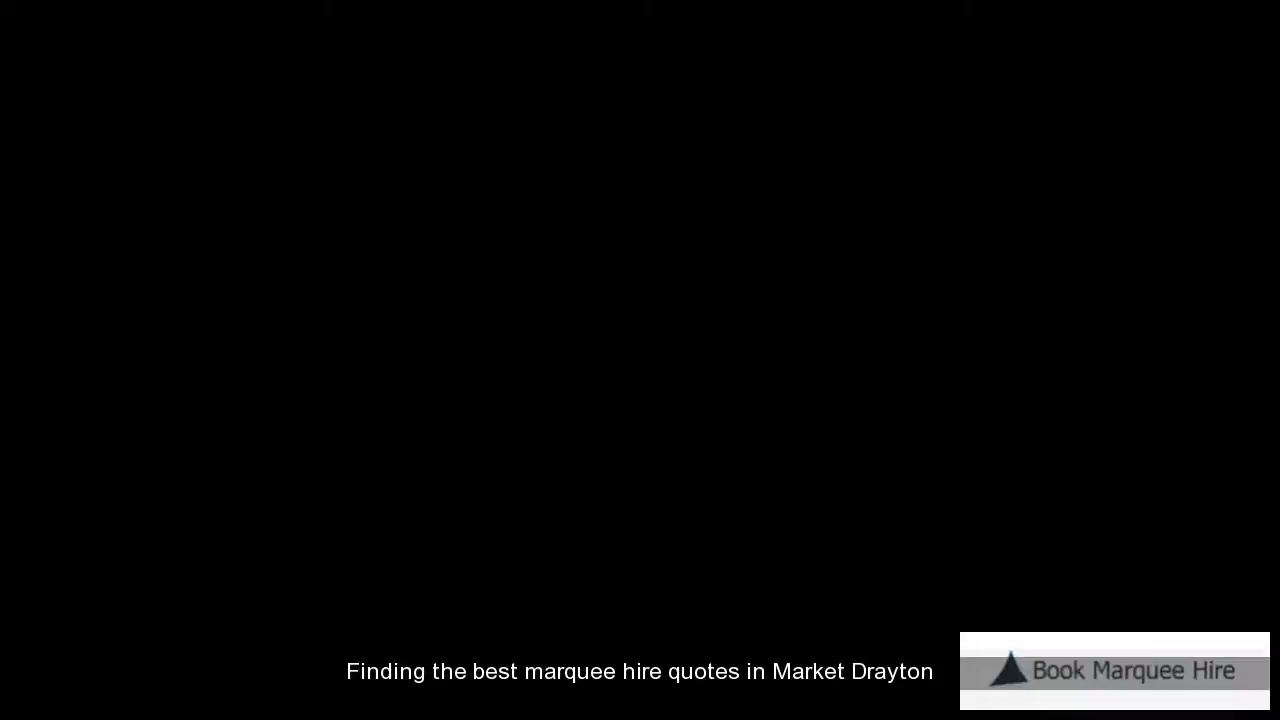 Finding the best marquee hire quotes in Market Drayton
Book Marquee Hire